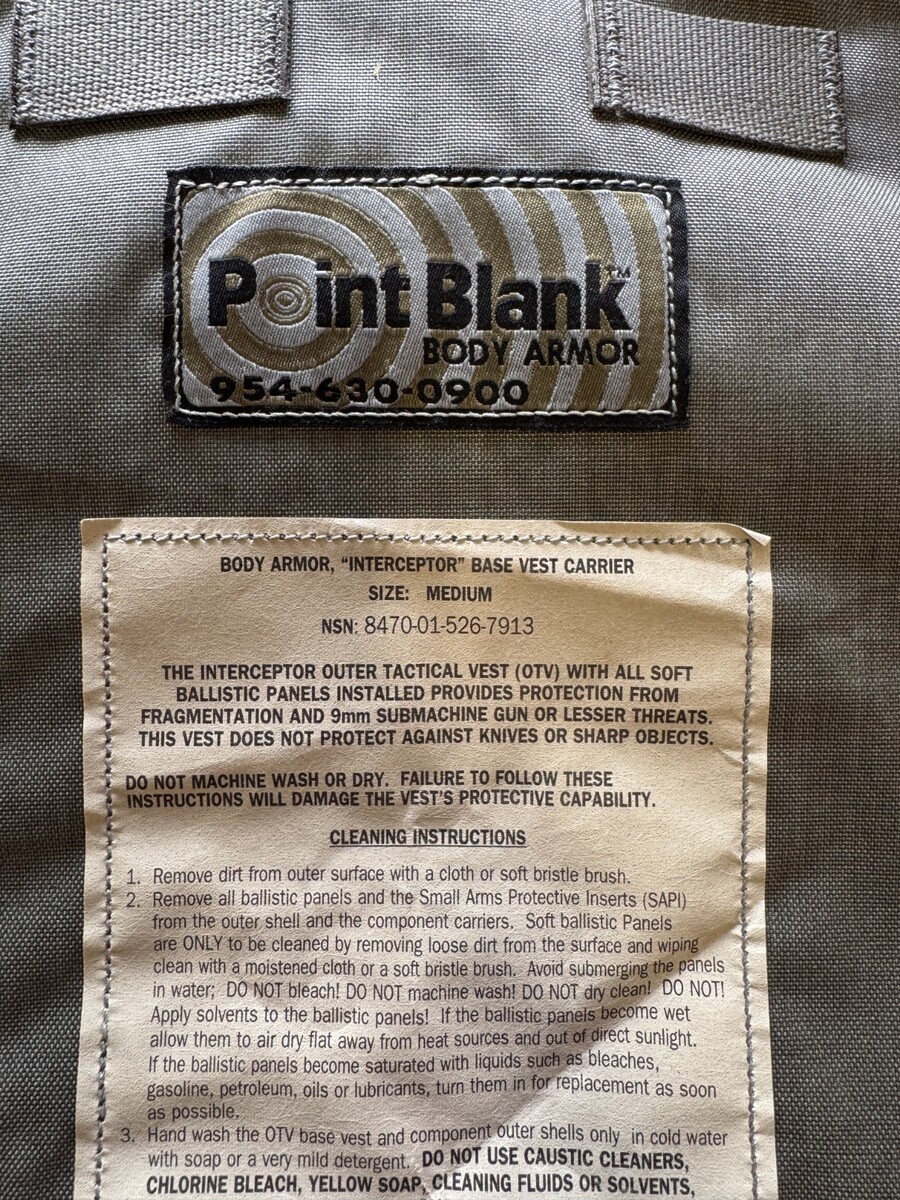 Point Blank™
BODY ARMOR
954-630-0900
BODY ARMOR, “INTERCEPTOR” BASE VEST CARRIER
SIZE: MEDIUM
NSN: 8470-01-526-7913
THE INTERCEPTOR OUTER TACTICAL VEST (OTV) WITH ALL SOFT
BALLISTIC PANELS INSTALLED PROVIDES PROTECTION FROM
FRAGMENTATION AND 9mm SUBMACHINE GUN OR LESSER THREATS.
THIS VEST DOES NOT PROTECT AGAINST KNIVES OR SHARP OBJECTS.
DO NOT MACHINE WASH OR DRY. FAILURE TO FOLLOW THESE
INSTRUCTIONS WILL DAMAGE THE VEST’S PROTECTIVE CAPABILITY.
CLEANING INSTRUCTIONS
1. Remove dirt from outer surface with a cloth or soft bristle brush.
2. Remove all ballistic panels and the Small Arms Protective Inserts (SAPI)
from the outer shell and the component carriers. Soft ballistic Panels
are ONLY to be cleaned by removing loose dirt from the surface and wiping
clean with a moistened cloth or a soft bristle brush. Avoid submerging the panels
in water; DO NOT bleach! DO NOT machine wash! DO NOT dry clean! DO NOT!
Apply solvents to the ballistic panels! If the ballistic panels become wet
allow them to air dry flat away from heat sources and out of direct sunlight.
If the ballistic panels become saturated with liquids such as bleaches,
gasoline, petroleum, oils or lubricants, turn them in for replacement as soon
as possible.
3. Hand wash the OTV base vest and component outer shells only in cold water
with soap or a very mild detergent. DO NOT USE CAUSTIC CLEANERS,
CHLORINE BLEACH, YELLOW SOAP, CLEANING FLUIDS OR SOLVENTS,